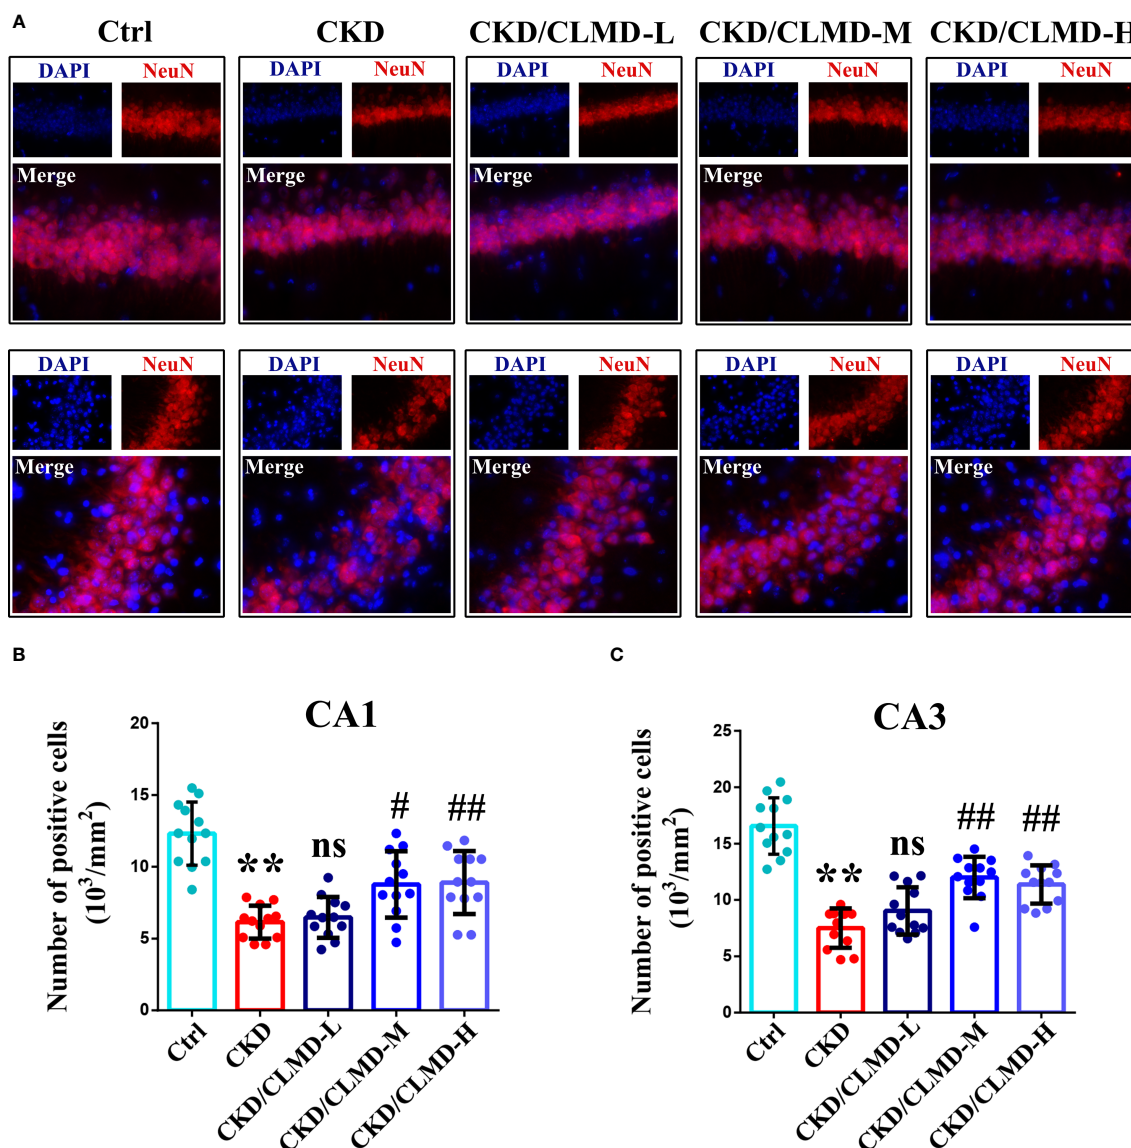 A
Ctrl CKD CKD/CLMD-L CKD/CLMD-M CKD/CLMD-H
DAPI NeuN DAPI NeuN DAPI NeuN DAPI NeuN DAPI NeuN
Merge Merge Merge Merge Merge
DAPI NeuN DAPI NeuN DAPI NeuN DAPI NeuN DAPI NeuN
Merge Merge Merge Merge Merge
B
CA1
Number of positive cells
(10³/mm²)
20
15
10
5
0
**
ns
#
##
Ctrl
CKD
CKD/CLMD-L
CKD/CLMD-M
CKD/CLMD-H
C
CA3
Number of positive cells
(10³/mm²)
25
20
15
10
5
0
**
ns
##
##
Ctrl
CKD
CKD/CLMD-L
CKD/CLMD-M
CKD/CLMD-H